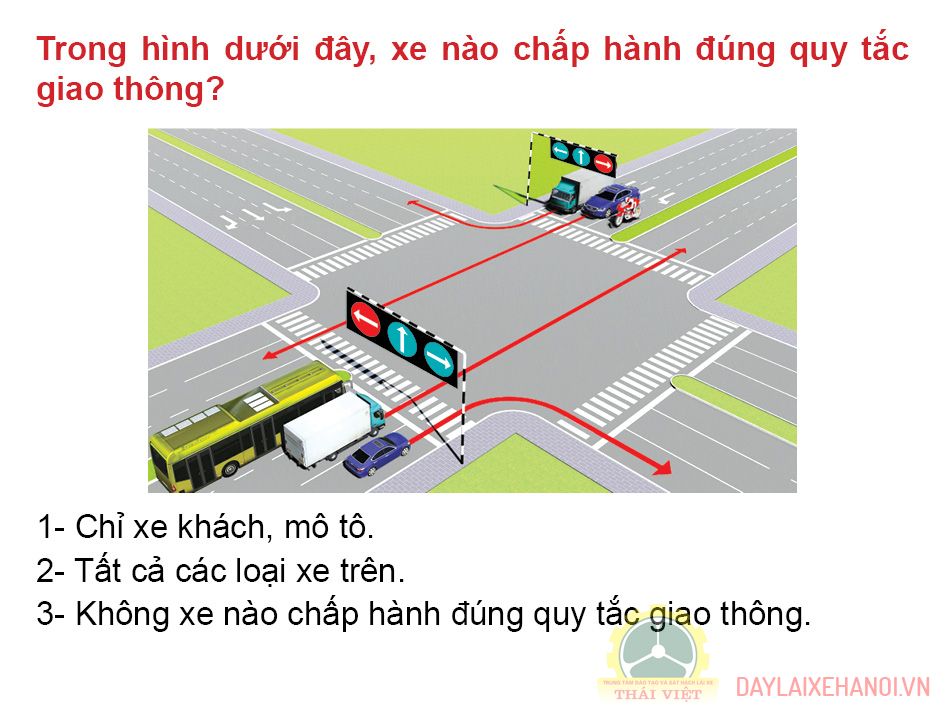 Trong hình dưới đây, xe nào chấp hành đúng quy tắc
giao thông?
1- Chỉ xe khách, mô tô.
2- Tất cả các loại xe trên.
3- Không xe nào chấp hành đúng quy tắc giao thông.
TRUNG TÂM ĐÀO TẠO VÀ SÁT HẠCH LÁI XE
THÁI VIỆT
DAYLAIXEHANOI.VN